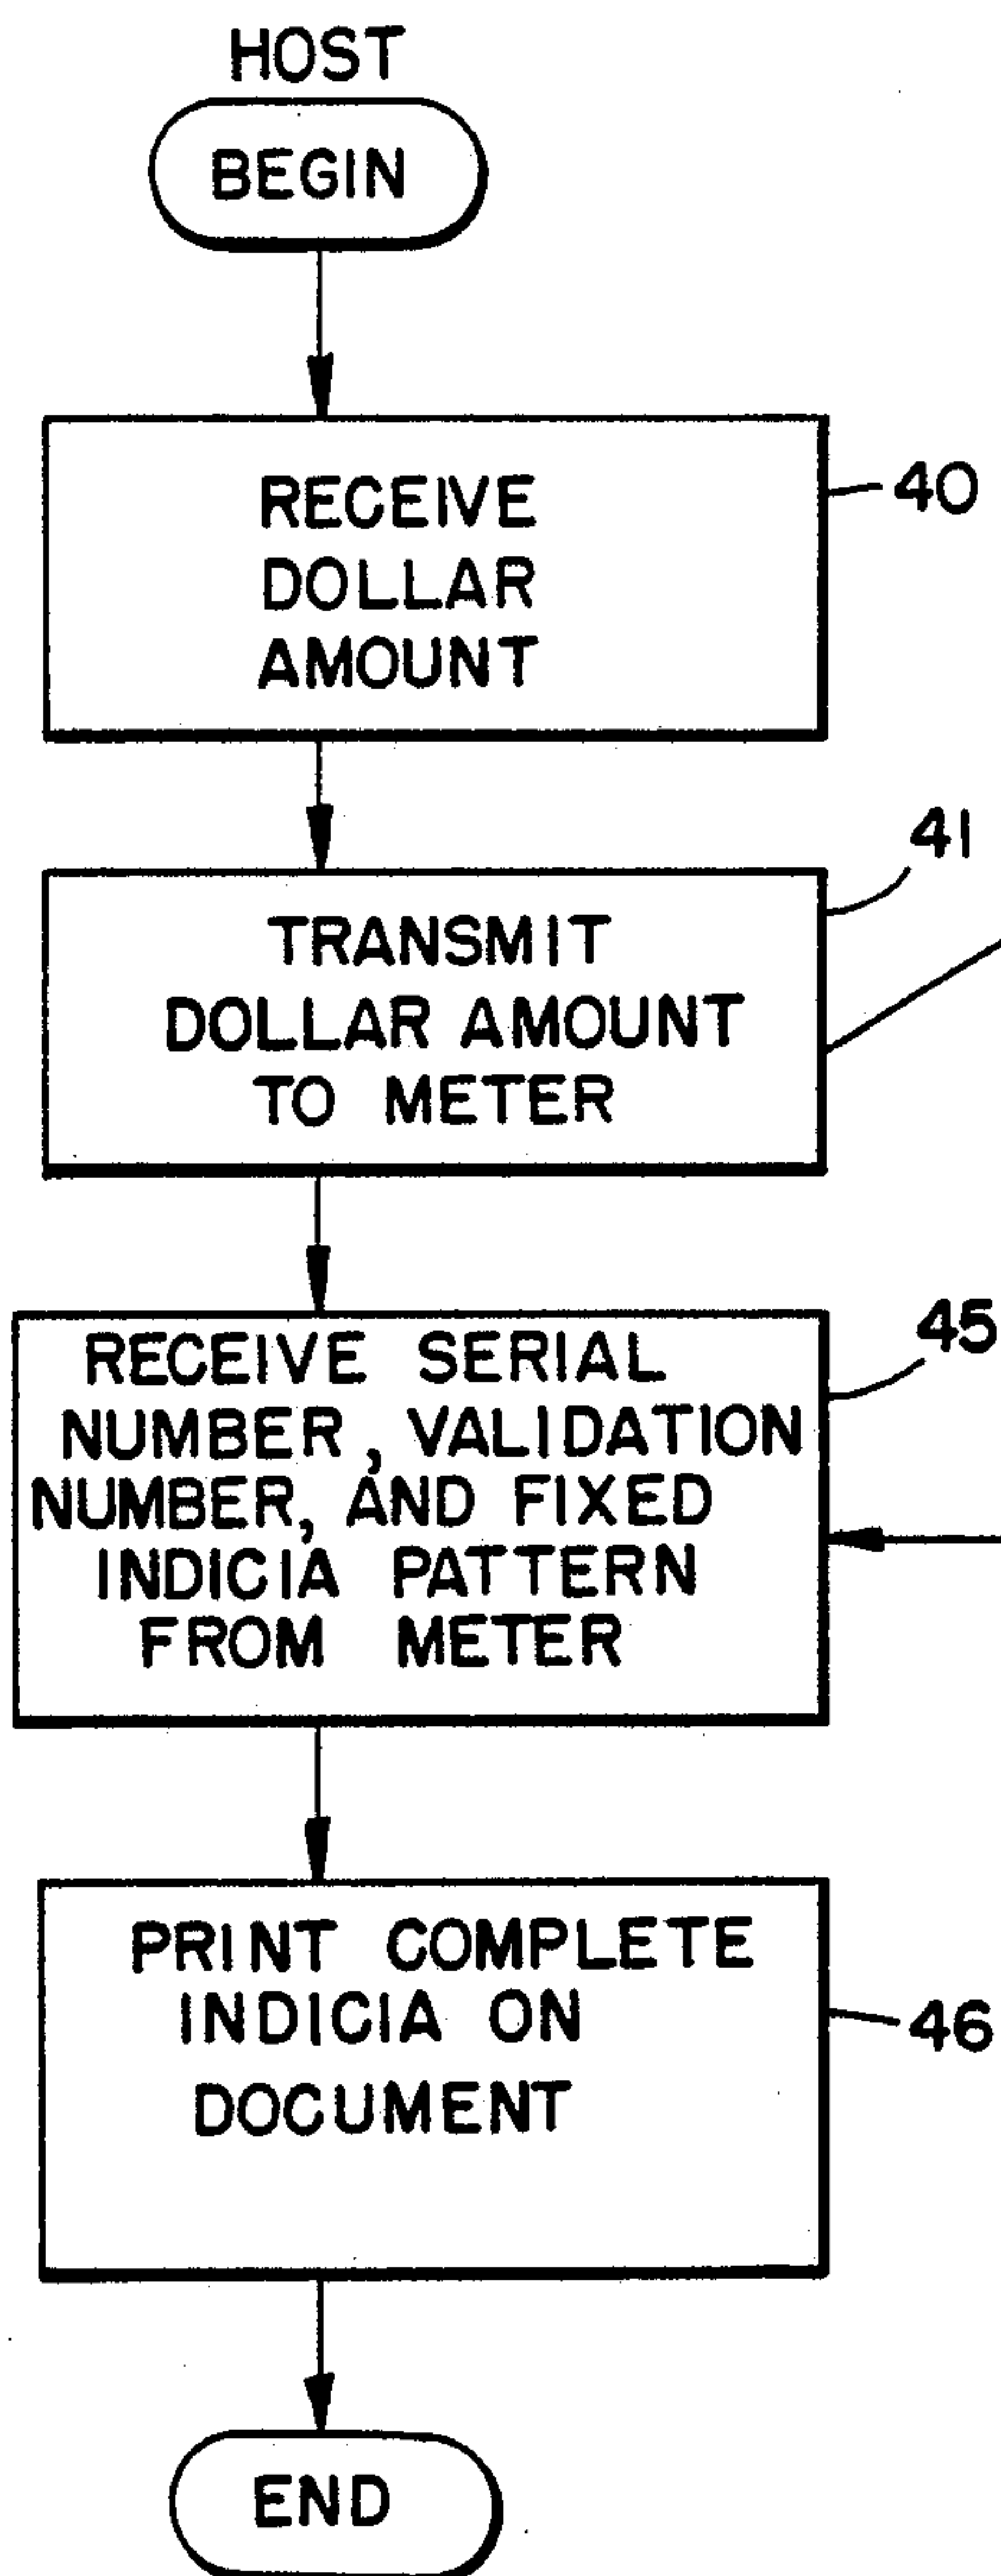 HOST
BEGIN
RECEIVE
DOLLAR
AMOUNT
40
41
TRANSMIT
DOLLAR AMOUNT
TO METER
45
RECEIVE SERIAL
NUMBER, VALIDATION
NUMBER, AND FIXED
INDICIA PATTERN
FROM METER
PRINT COMPLETE
INDICIA ON
DOCUMENT
46
END